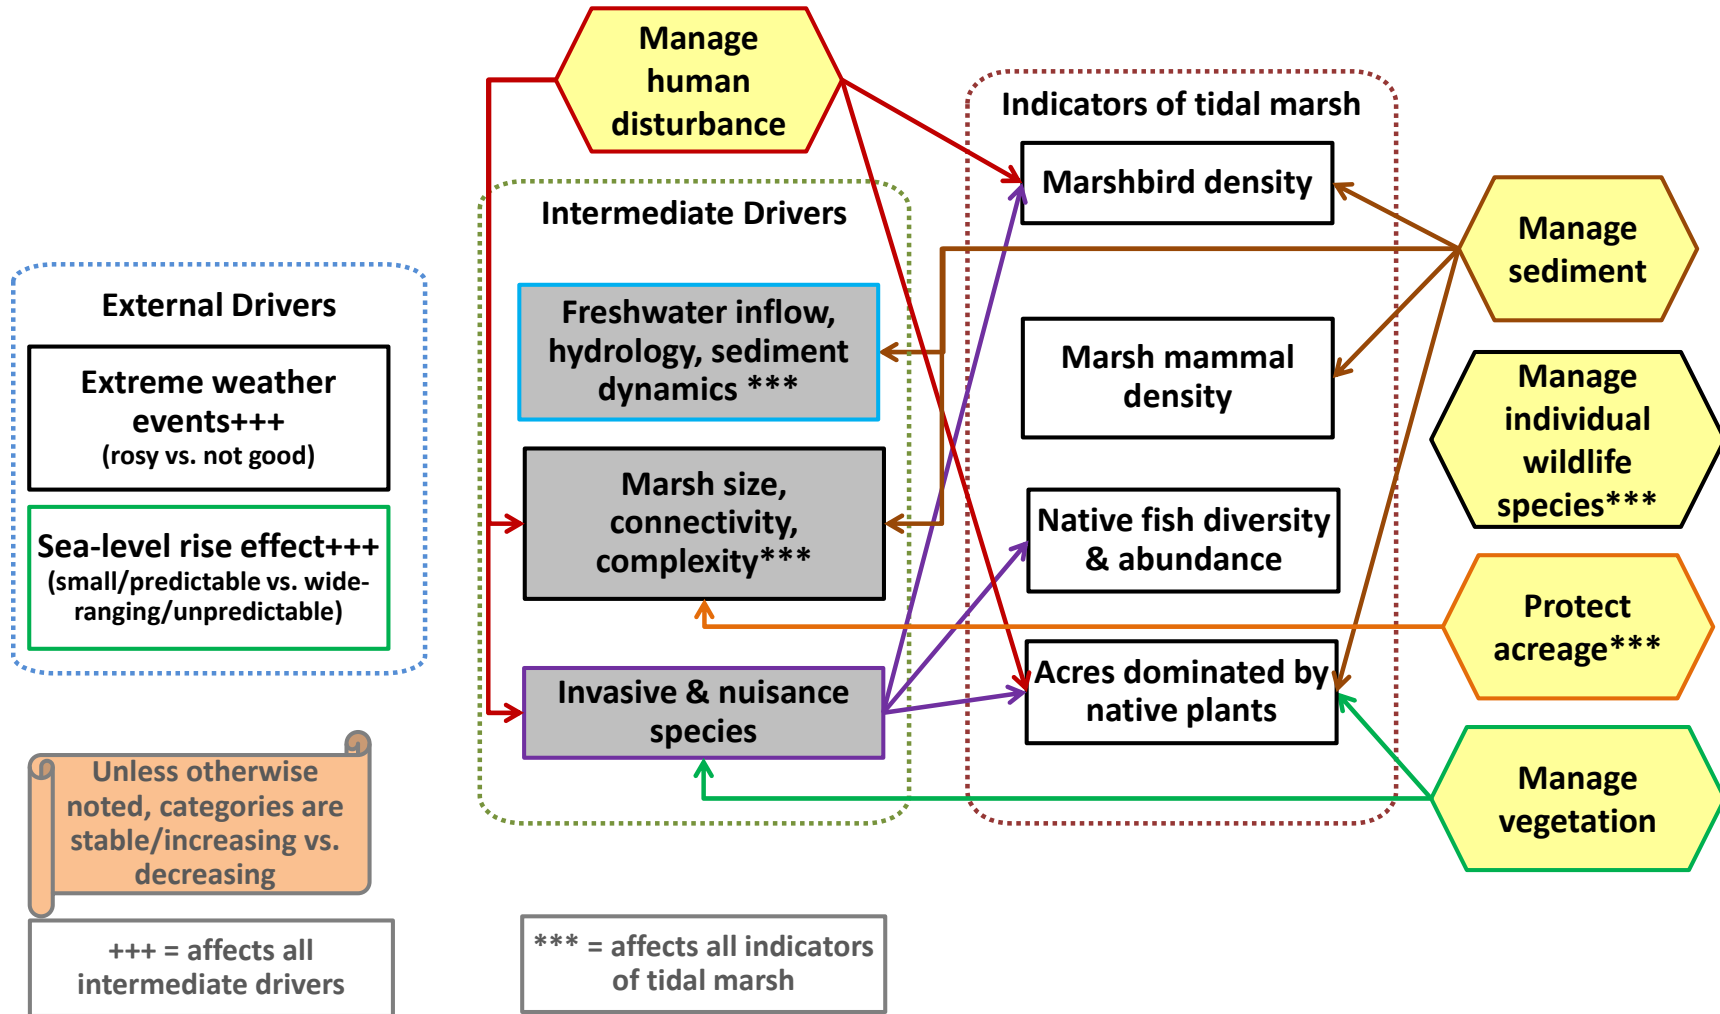 Manage
human
disturbance
Indicators of tidal marsh
Marshbird density
Marsh mammal
density
Native fish diversity
& abundance
Acres dominated by
native plants
Intermediate Drivers
Freshwater inflow,
hydrology, sediment
dynamics ***
Marsh size,
connectivity,
complexity***
Invasive & nuisance
species
External Drivers
Extreme weather
events+++
(rosy vs. not good)
Sea-level rise effect+++
(small/predictable vs. wide-
ranging/unpredictable)
Manage
sediment
Manage
individual
wildlife
species***
Protect
acreage***
Manage
vegetation
Unless otherwise
noted, categories are
stable/increasing vs.
decreasing
+++ = affects all
intermediate drivers
*** = affects all indicators
of tidal marsh